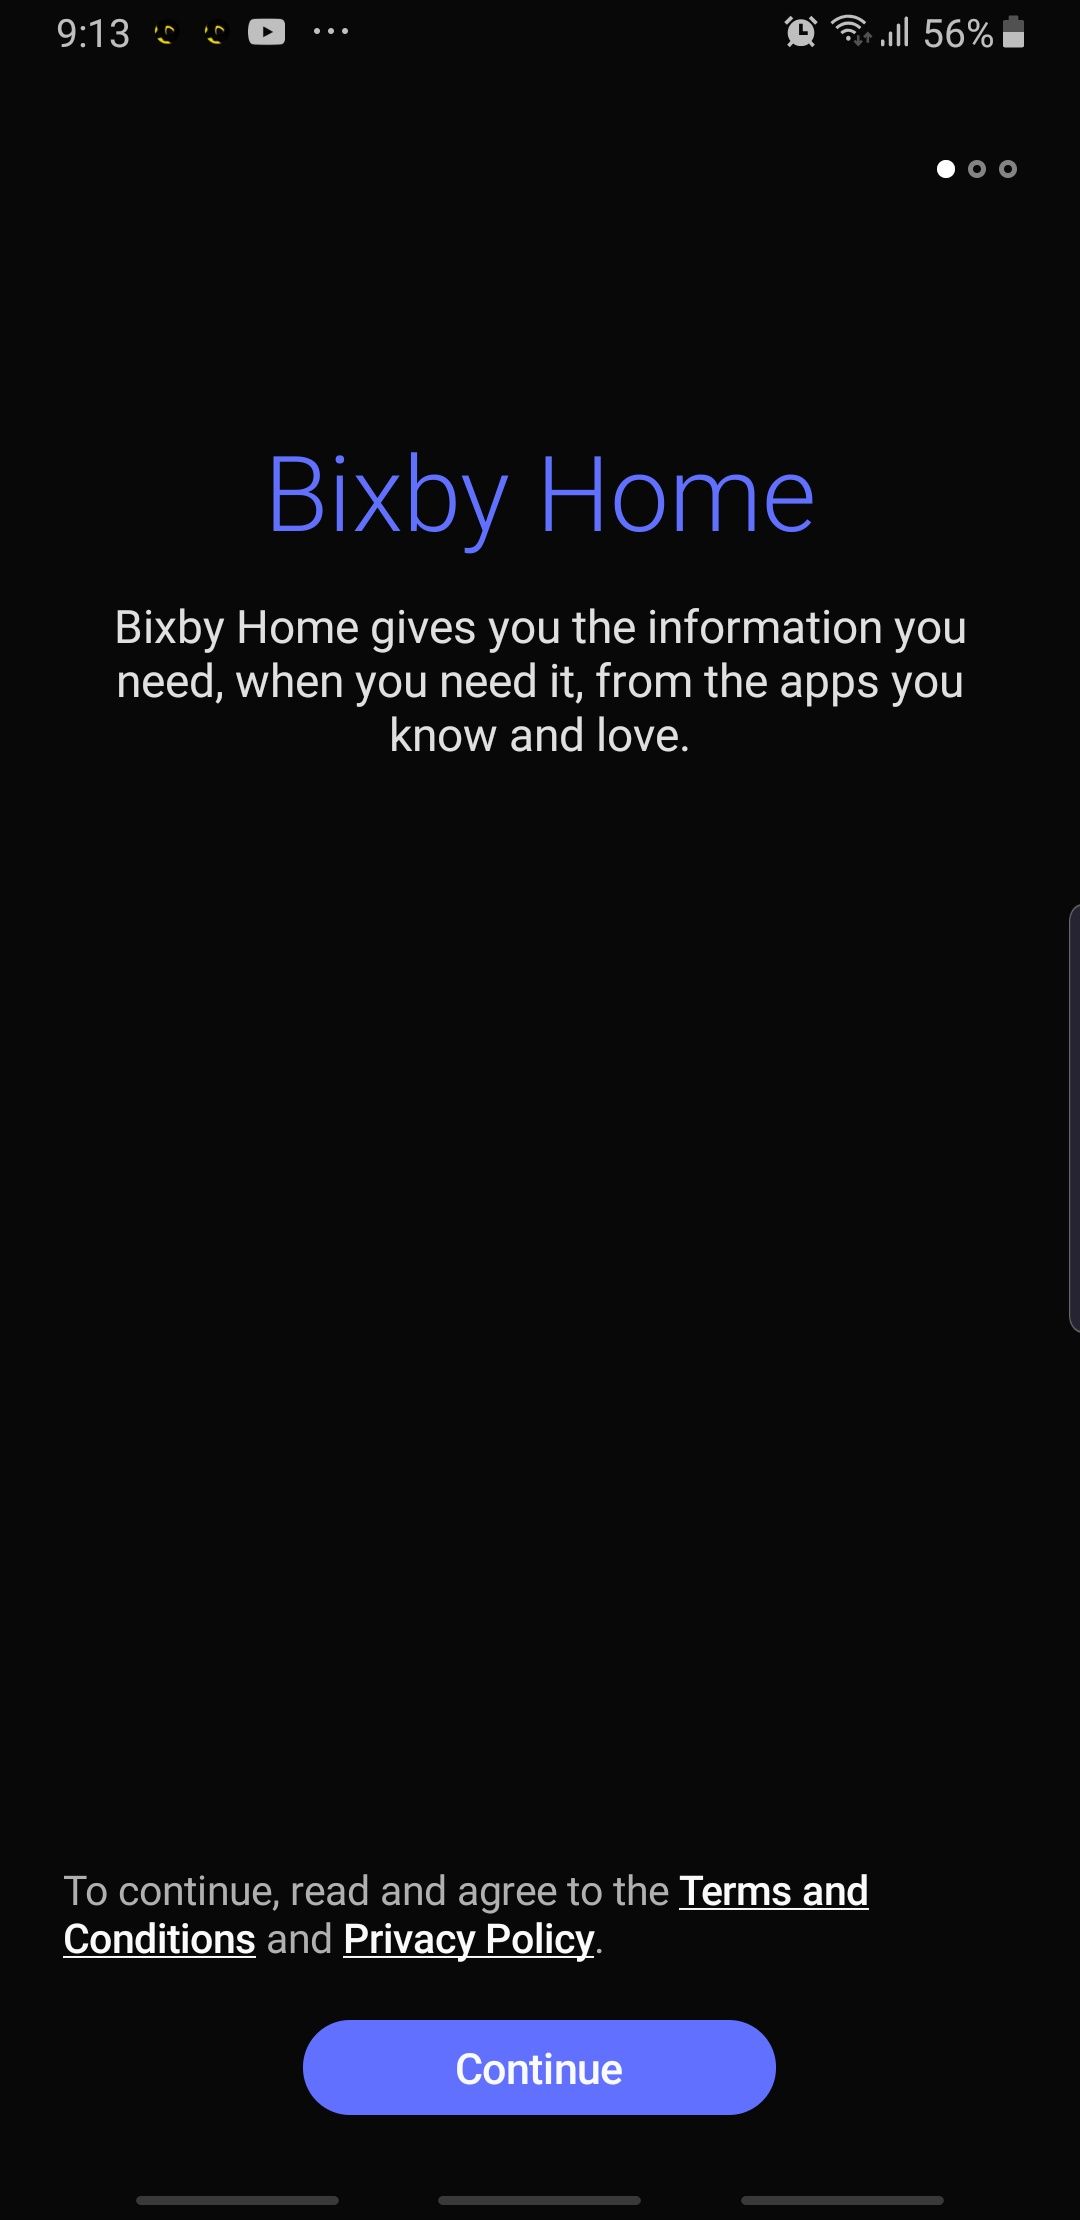 9:13
56%
Bixby Home
Bixby Home gives you the information you
need, when you need it, from the apps you
know and love.
To continue, read and agree to the Terms and
Conditions and Privacy Policy.
Continue